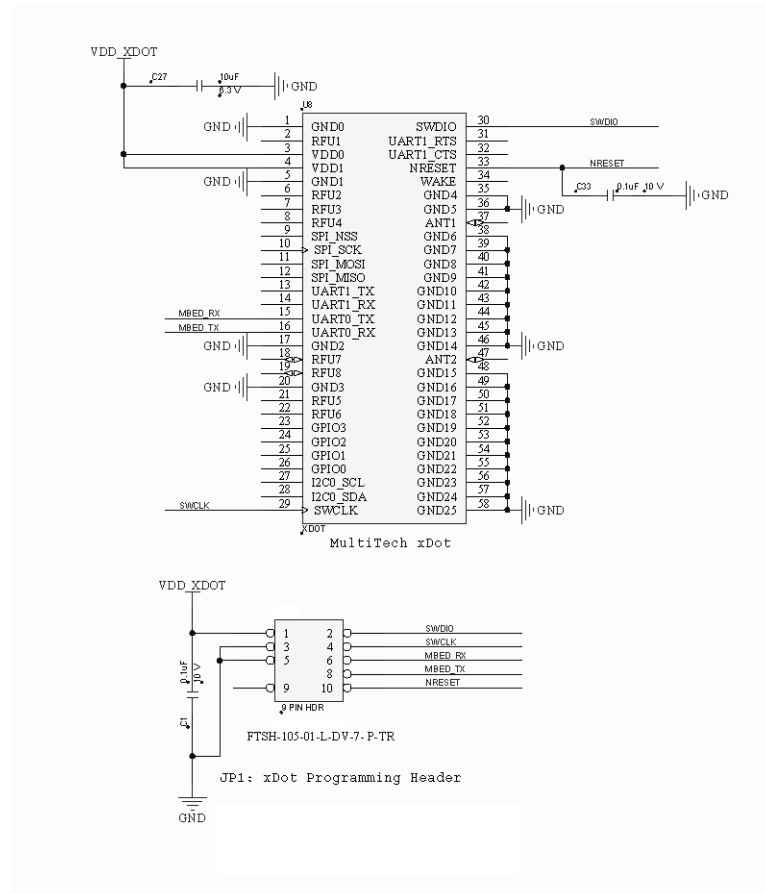 VDD_XDOT
C27
10uF
6.3 V
GND
U8
GND 1 GND0 SWDIO 30 SWDIO
2 RFU1 UART1_RTS 31
3 VDD0 UART1_CTS 32
4 VDD1 NRESET 33 NRESET
GND 5 GND1 WAKE 34
C33 0.1uF 10 V GND
6 RFU2 GND4 35
7 RFU3 GND5 36 GND
8 RFU4 ANT1 37
9 SPI_NSS GND6 38
10 SPI_SCK GND7 39
11 SPI_MOSI GND8 40
12 SPI_MISO GND9 41
13 UART1_TX GND10 42
14 UART1_RX GND11 43
MBED_RX 15 UART0_TX GND12 44
MBED_TX 16 UART0_RX GND13 45
GND 17 GND2 GND14 46 GND
18 RFU7 ANT2 47
19 RFU8 GND15 48
GND 20 GND3 GND16 49
21 RFU5 GND17 50
22 RFU6 GND18 51
23 GPIO3 GND19 52
24 GPIO2 GND20 53
25 GPIO1 GND21 54
26 GPIO0 GND22 55
27 I2C0_SCL GND23 56
28 I2C0_SDA GND24 57
SWCLK 29 SWCLK GND25 58 GND
XDOT
MultiTech xDot
VDD_XDOT
1 2 SWDIO
3 4 SWCLK
5 6 MBED_RX
8 MBED_TX
9 10 NRESET
0.1uF
10 V
C1
9 PIN HDR
FTSH-105-01-L-DV-7- P-TR
JP1: xDot Programming Header
GND